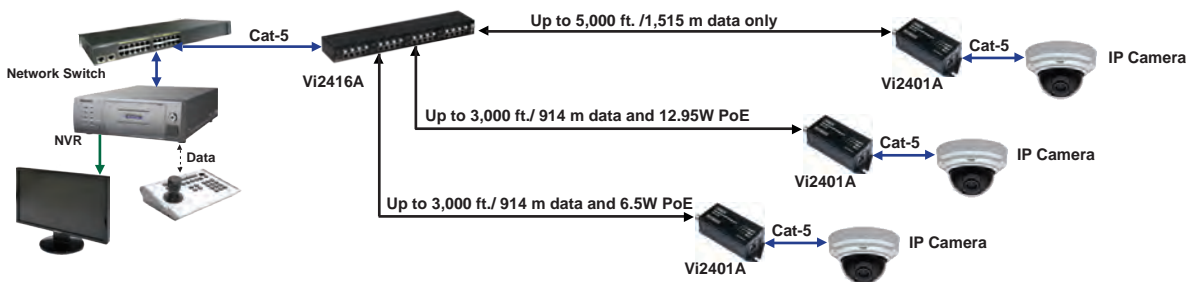 Up to 5,000 ft. /1,515 m data only
Cat-5
Cat-5
Network Switch
Vi2416A
Vi2401A
IP Camera
Up to 3,000 ft./ 914 m data and 12.95W PoE
NVR
Data
Cat-5
Vi2401A
IP Camera
Up to 3,000 ft./ 914 m data and 6.5W PoE
Cat-5
Vi2401A
IP Camera